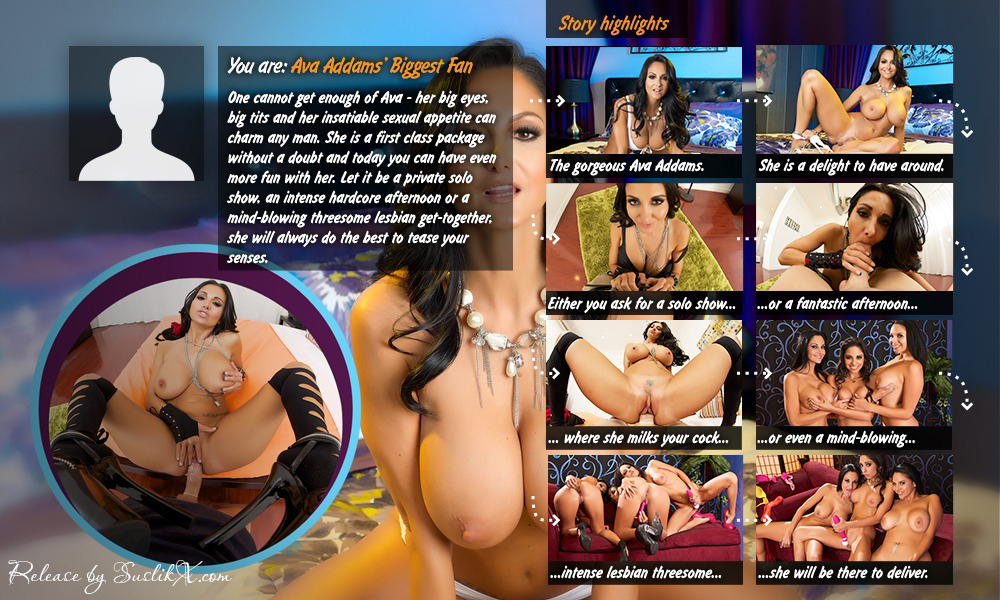 Story highlights
You are: Ava Addams' Biggest Fan
One cannot get enough of Ava - her big eyes,
big tits and her insatiable sexual appetite can
charm any man. She is a first class package
without a doubt and today you can have even
more fun with her. Let it be a private solo
show, an intense hardcore afternoon or a
mind-blowing threesome lesbian get-together,
she will always do the best to tease your
senses.
The gorgeous Ava Addams.
She is a delight to have around.
Either you ask for a solo show...
...or a fantastic afternoon...
... where she milks your cock...
...or even a mind-blowing...
...intense lesbian threesome...
...she will be there to deliver.
Release by SuslikX.com